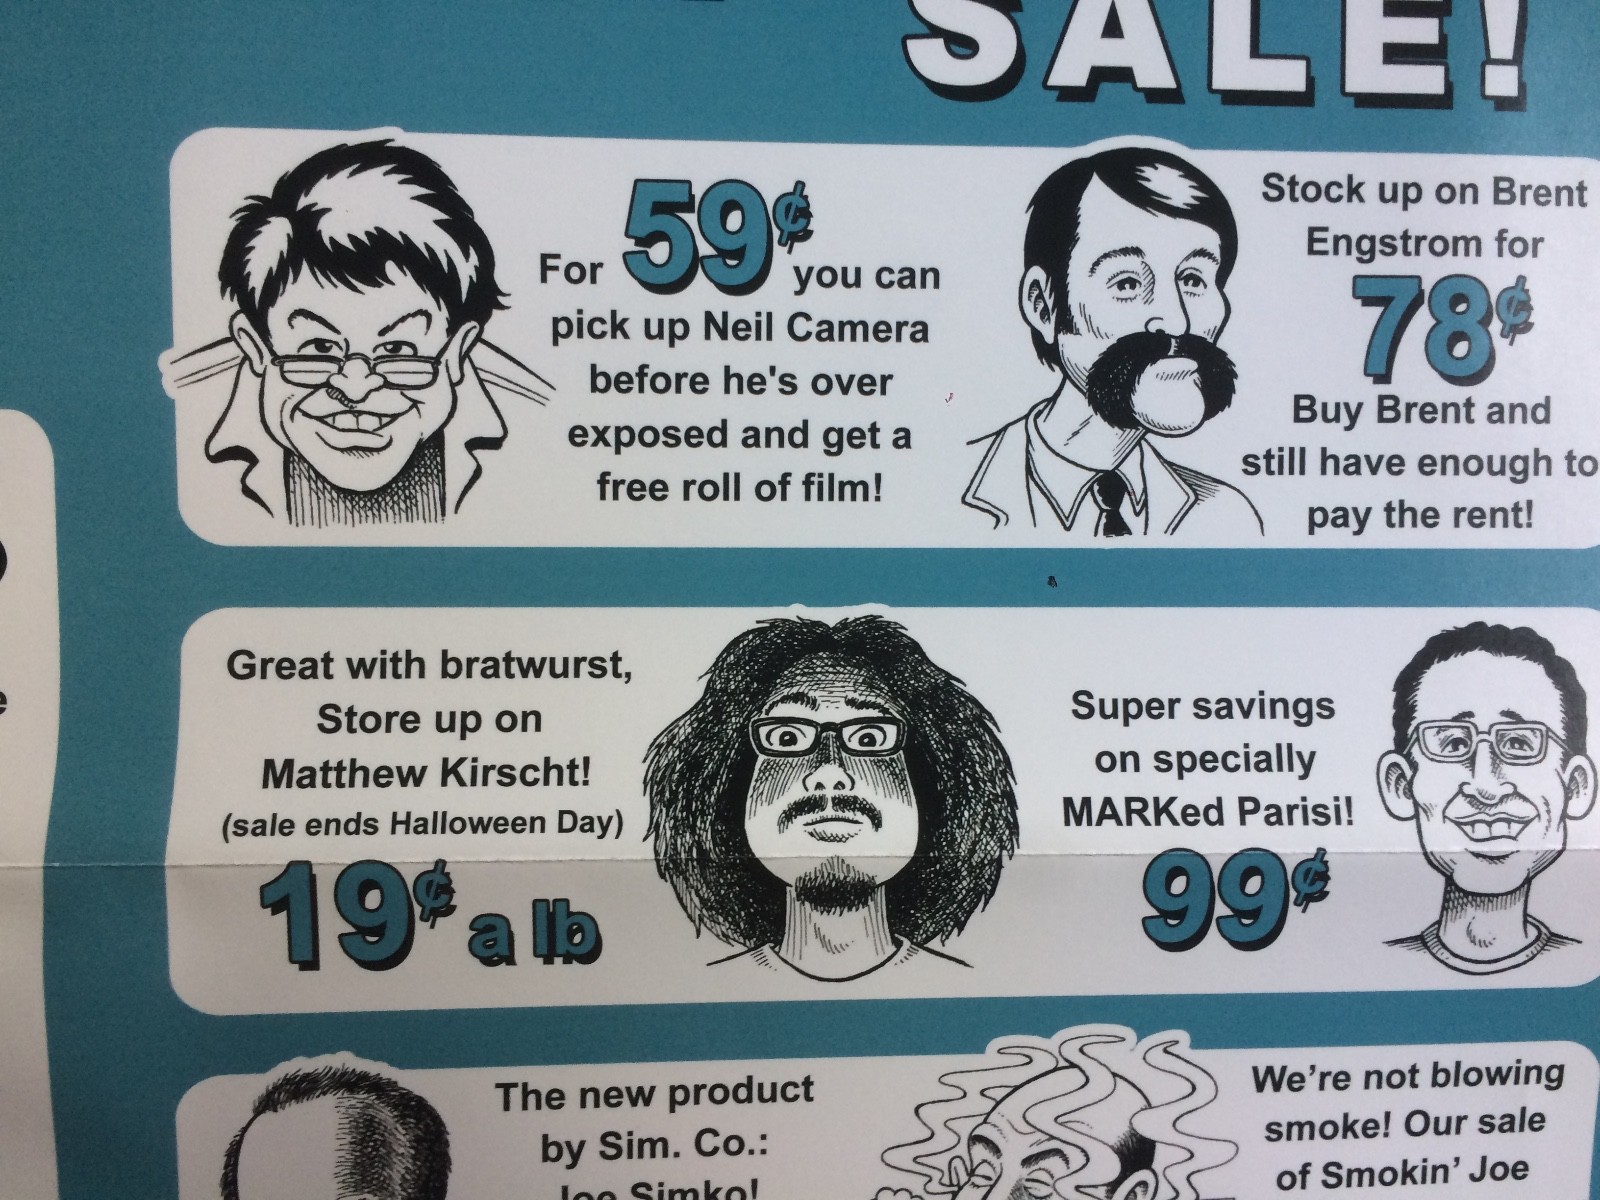 SALE!
For 59¢ you can
pick up Neil Camera
before he's over
exposed and get a
free roll of film!
Stock up on Brent
Engstrom for
78¢
Buy Brent and
still have enough to
pay the rent!
Great with bratwurst,
Store up on
Matthew Kirscht!
(sale ends Halloween Day)
19¢ a lb
Super savings
on specially
MARKed Parisi!
99¢
The new product
by Sim. Co.:
Joe Simko!
We're not blowing
smoke! Our sale
of Smokin' Joe